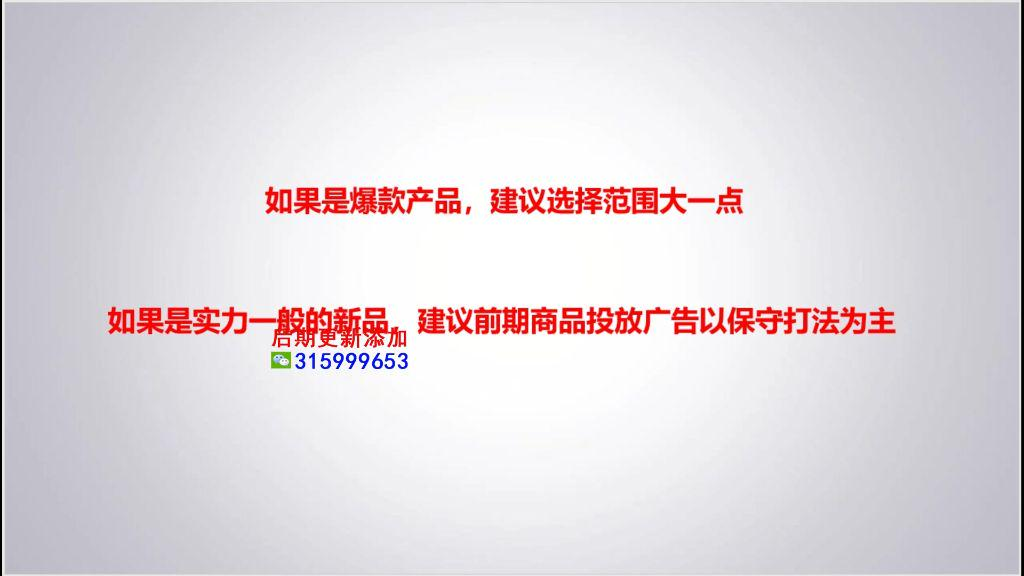 如果是爆款产品，建议选择范围大一点
如果是实力一般的新品，建议前期商品投放广告以保守打法为主
后期更新添加
315999653